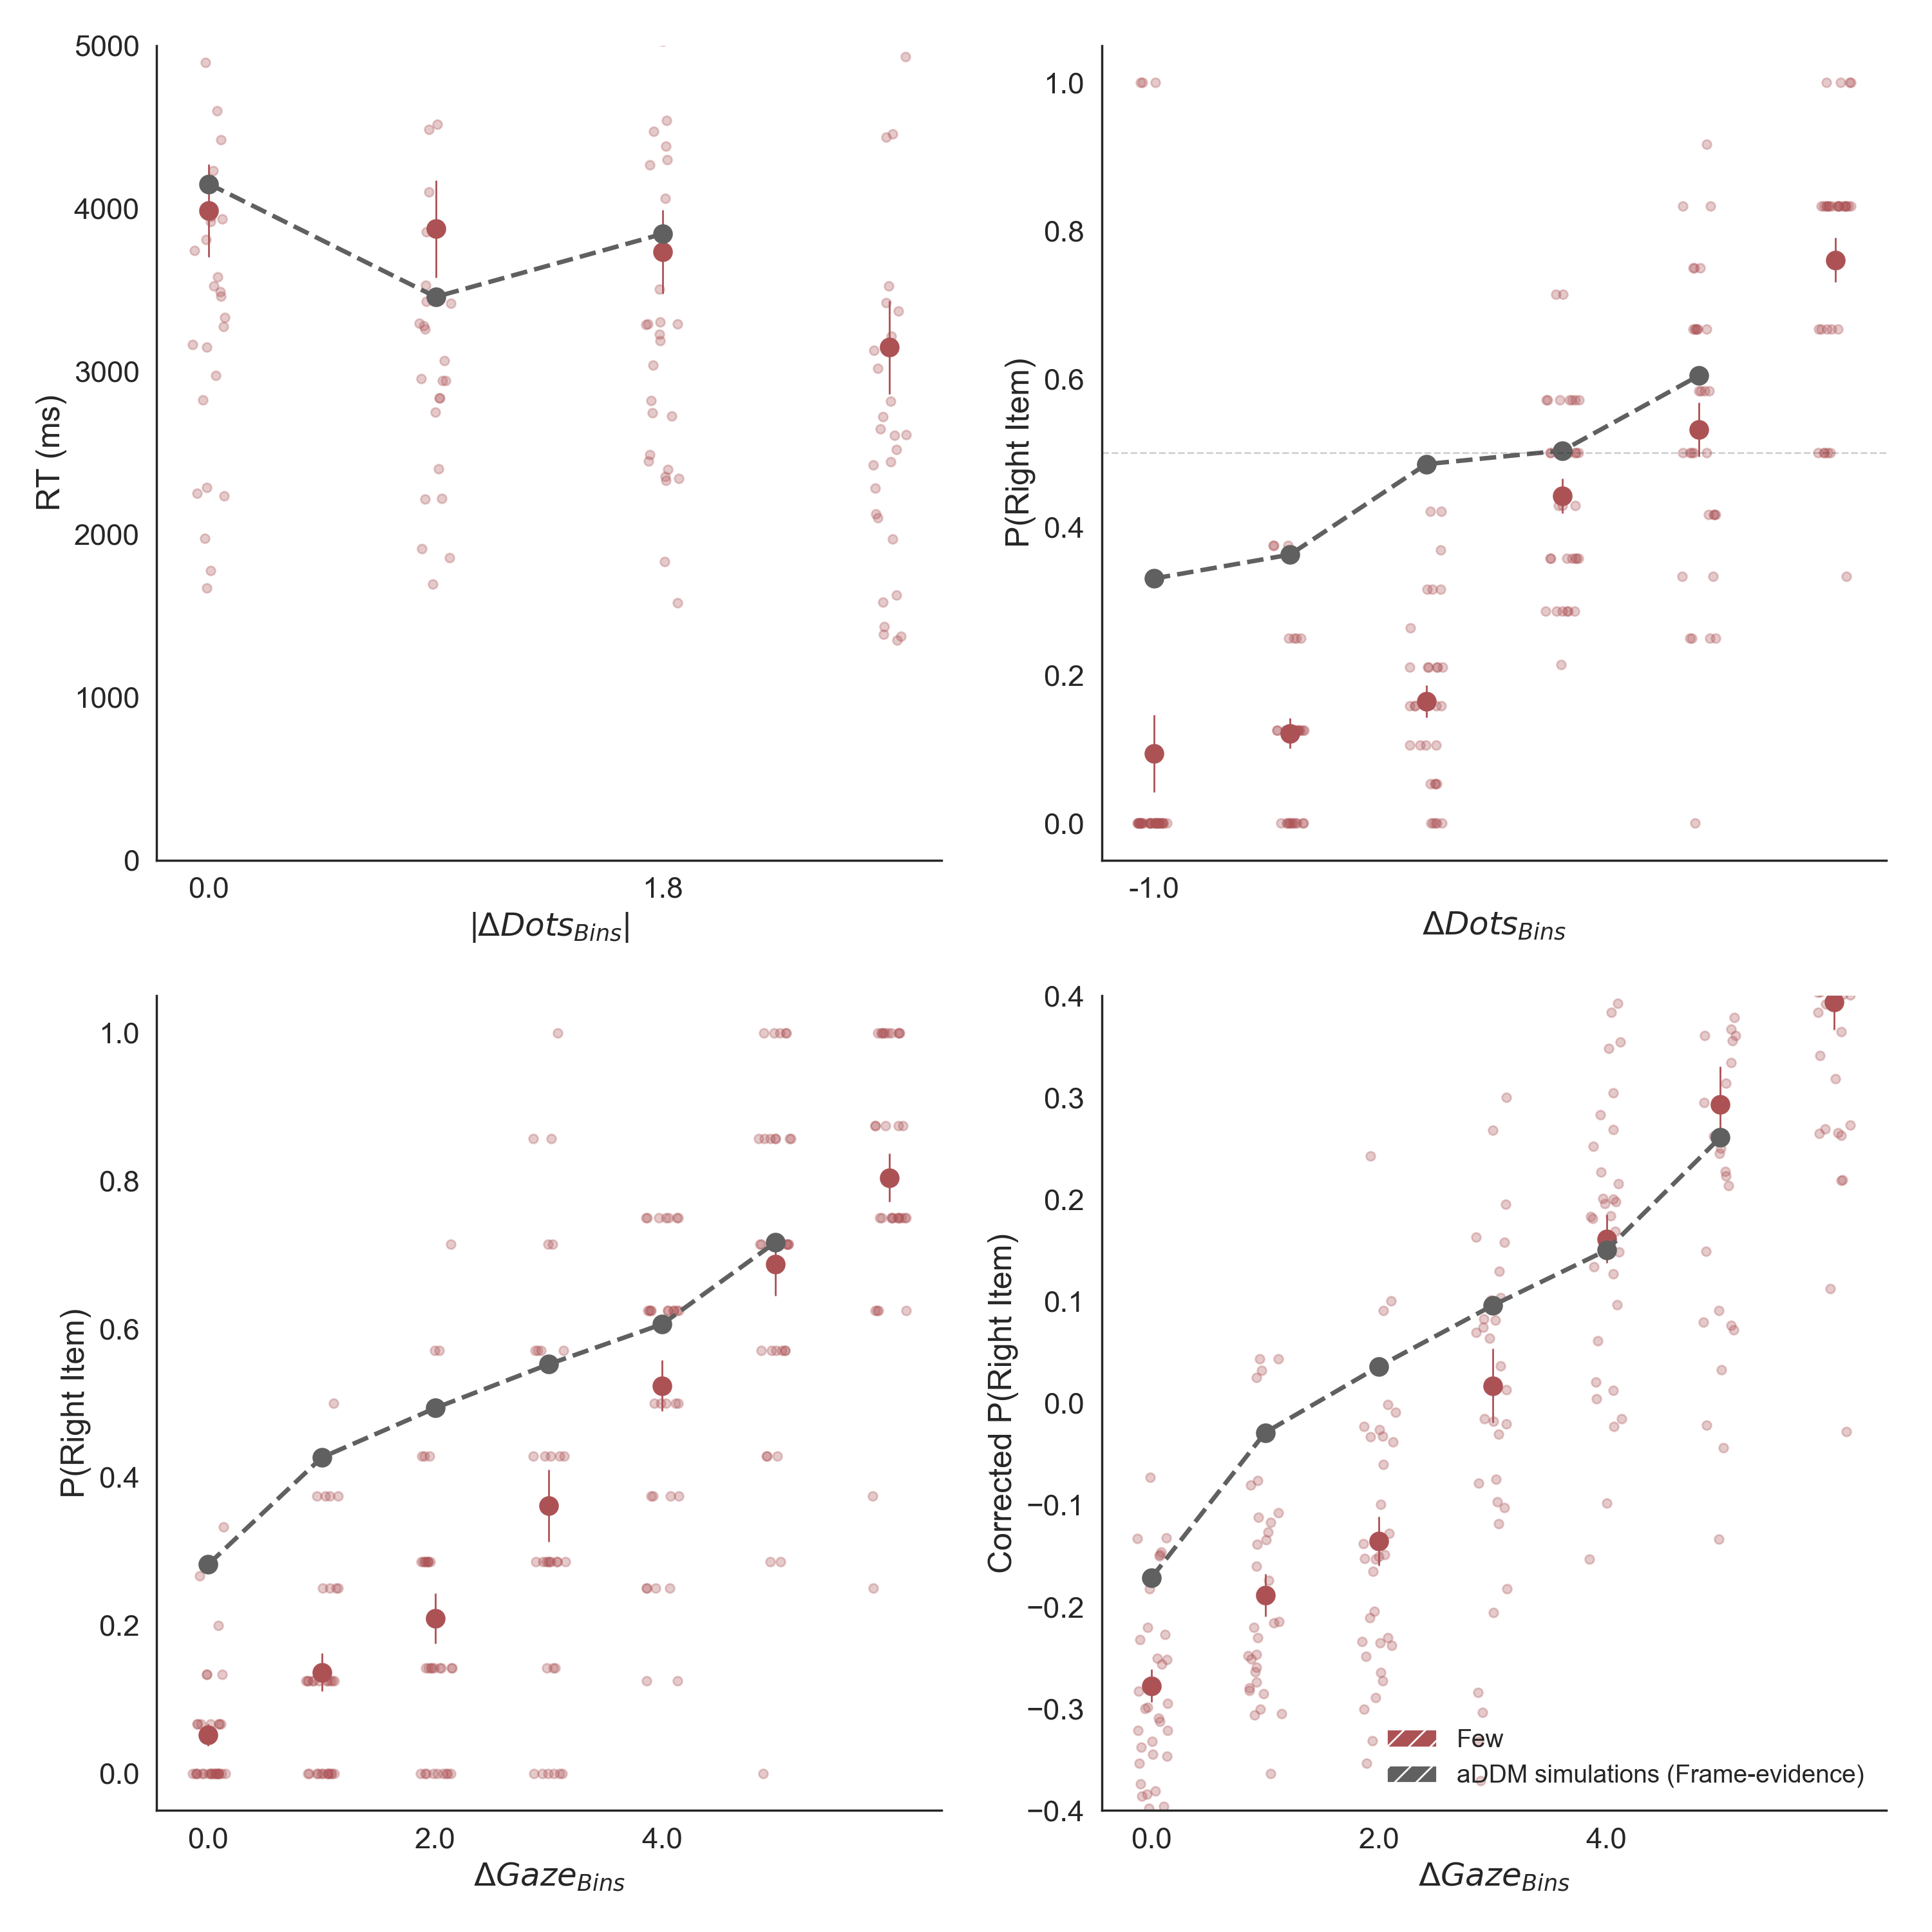 5000
4000
3000
2000
1000
0
RT (ms)
0.0 1.8
|ΔDots_Bins|
1.0
0.8
0.6
0.4
0.2
0.0
P(Right Item)
-1.0
ΔDots_Bins
1.0
0.8
0.6
0.4
0.2
0.0
P(Right Item)
0.0 2.0 4.0
ΔGaze_Bins
0.4
0.3
0.2
0.1
0.0
−0.1
−0.2
−0.3
−0.4
Corrected P(Right Item)
Few
aDDM simulations (Frame-evidence)
0.0 2.0 4.0
ΔGaze_Bins